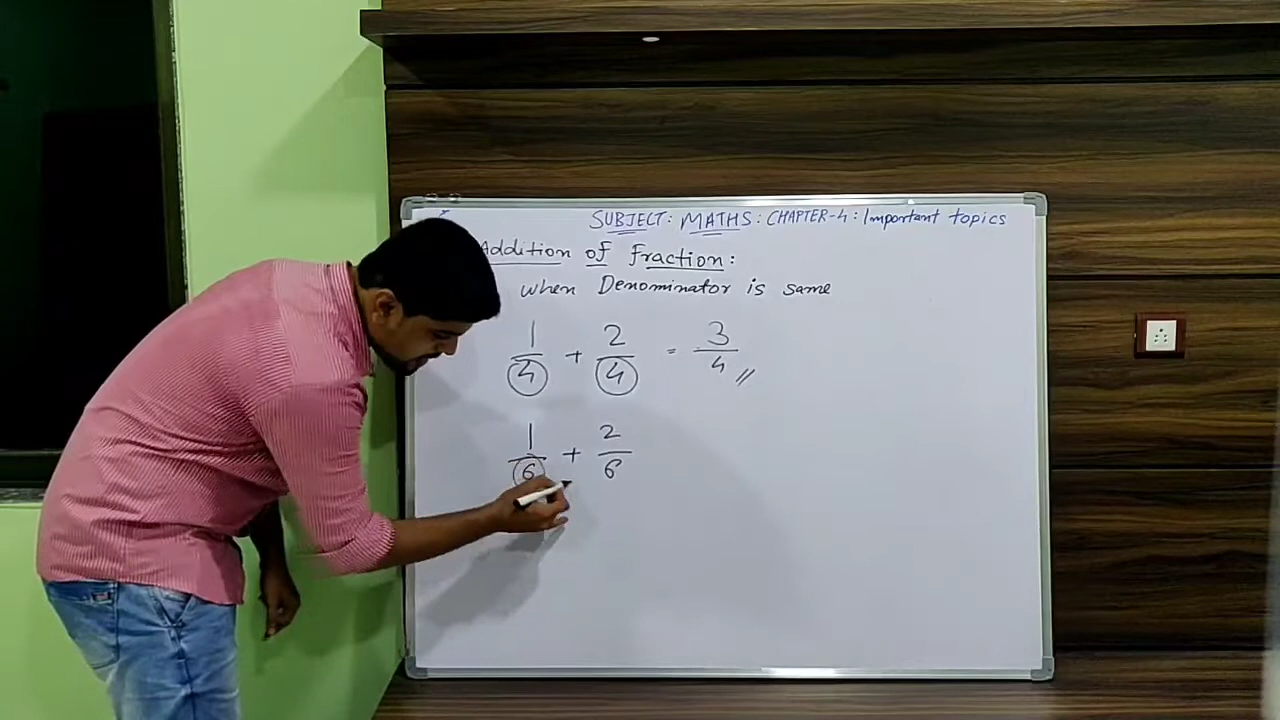 SUBJECT: MATHS: CHAPTER-4: Important topics
Addition of Fraction:
when Denominator is same
1/4 + 2/4 = 3/4 //
1/6 + 2/6